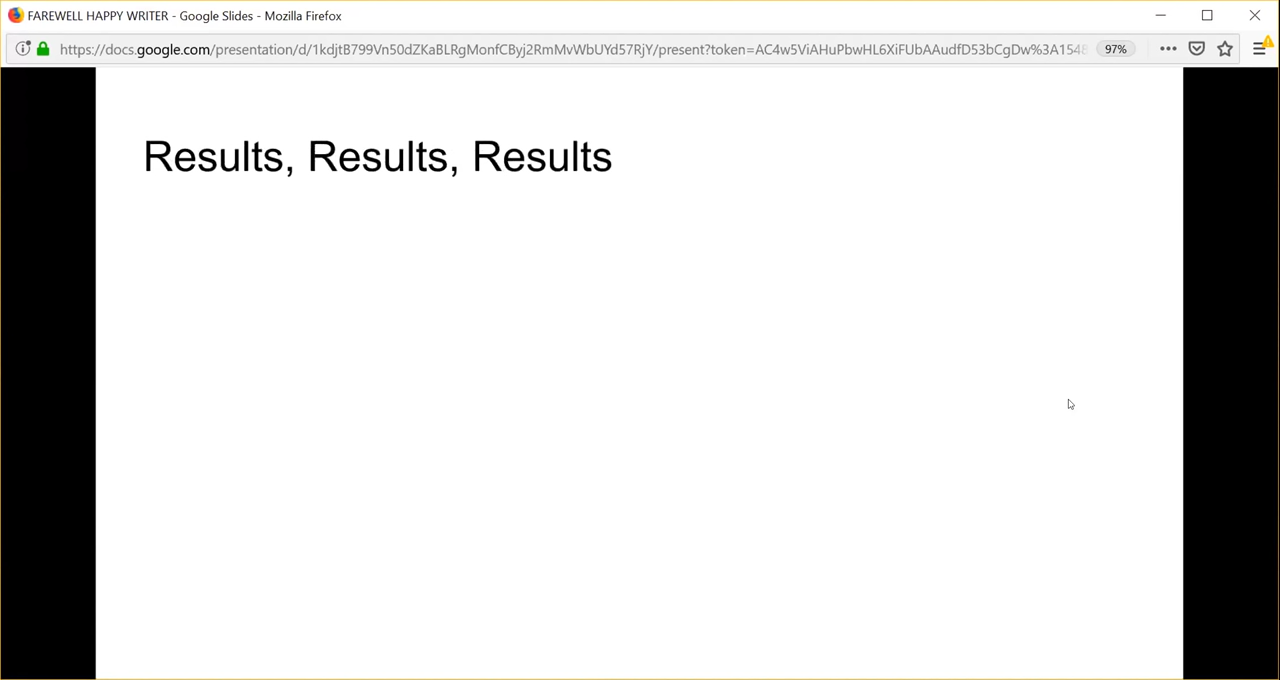 FAREWELL HAPPY WRITER - Google Slides - Mozilla Firefox
https://docs.google.com/presentation/d/1kdjtB799Vn50dZKaBLRgMonfCByj2RmMvWbUYd57RjY/present?token=AC4w5ViAHuPbwHL6XiFUbAAudfD53bCgDw%3A1548 97%
Results, Results, Results